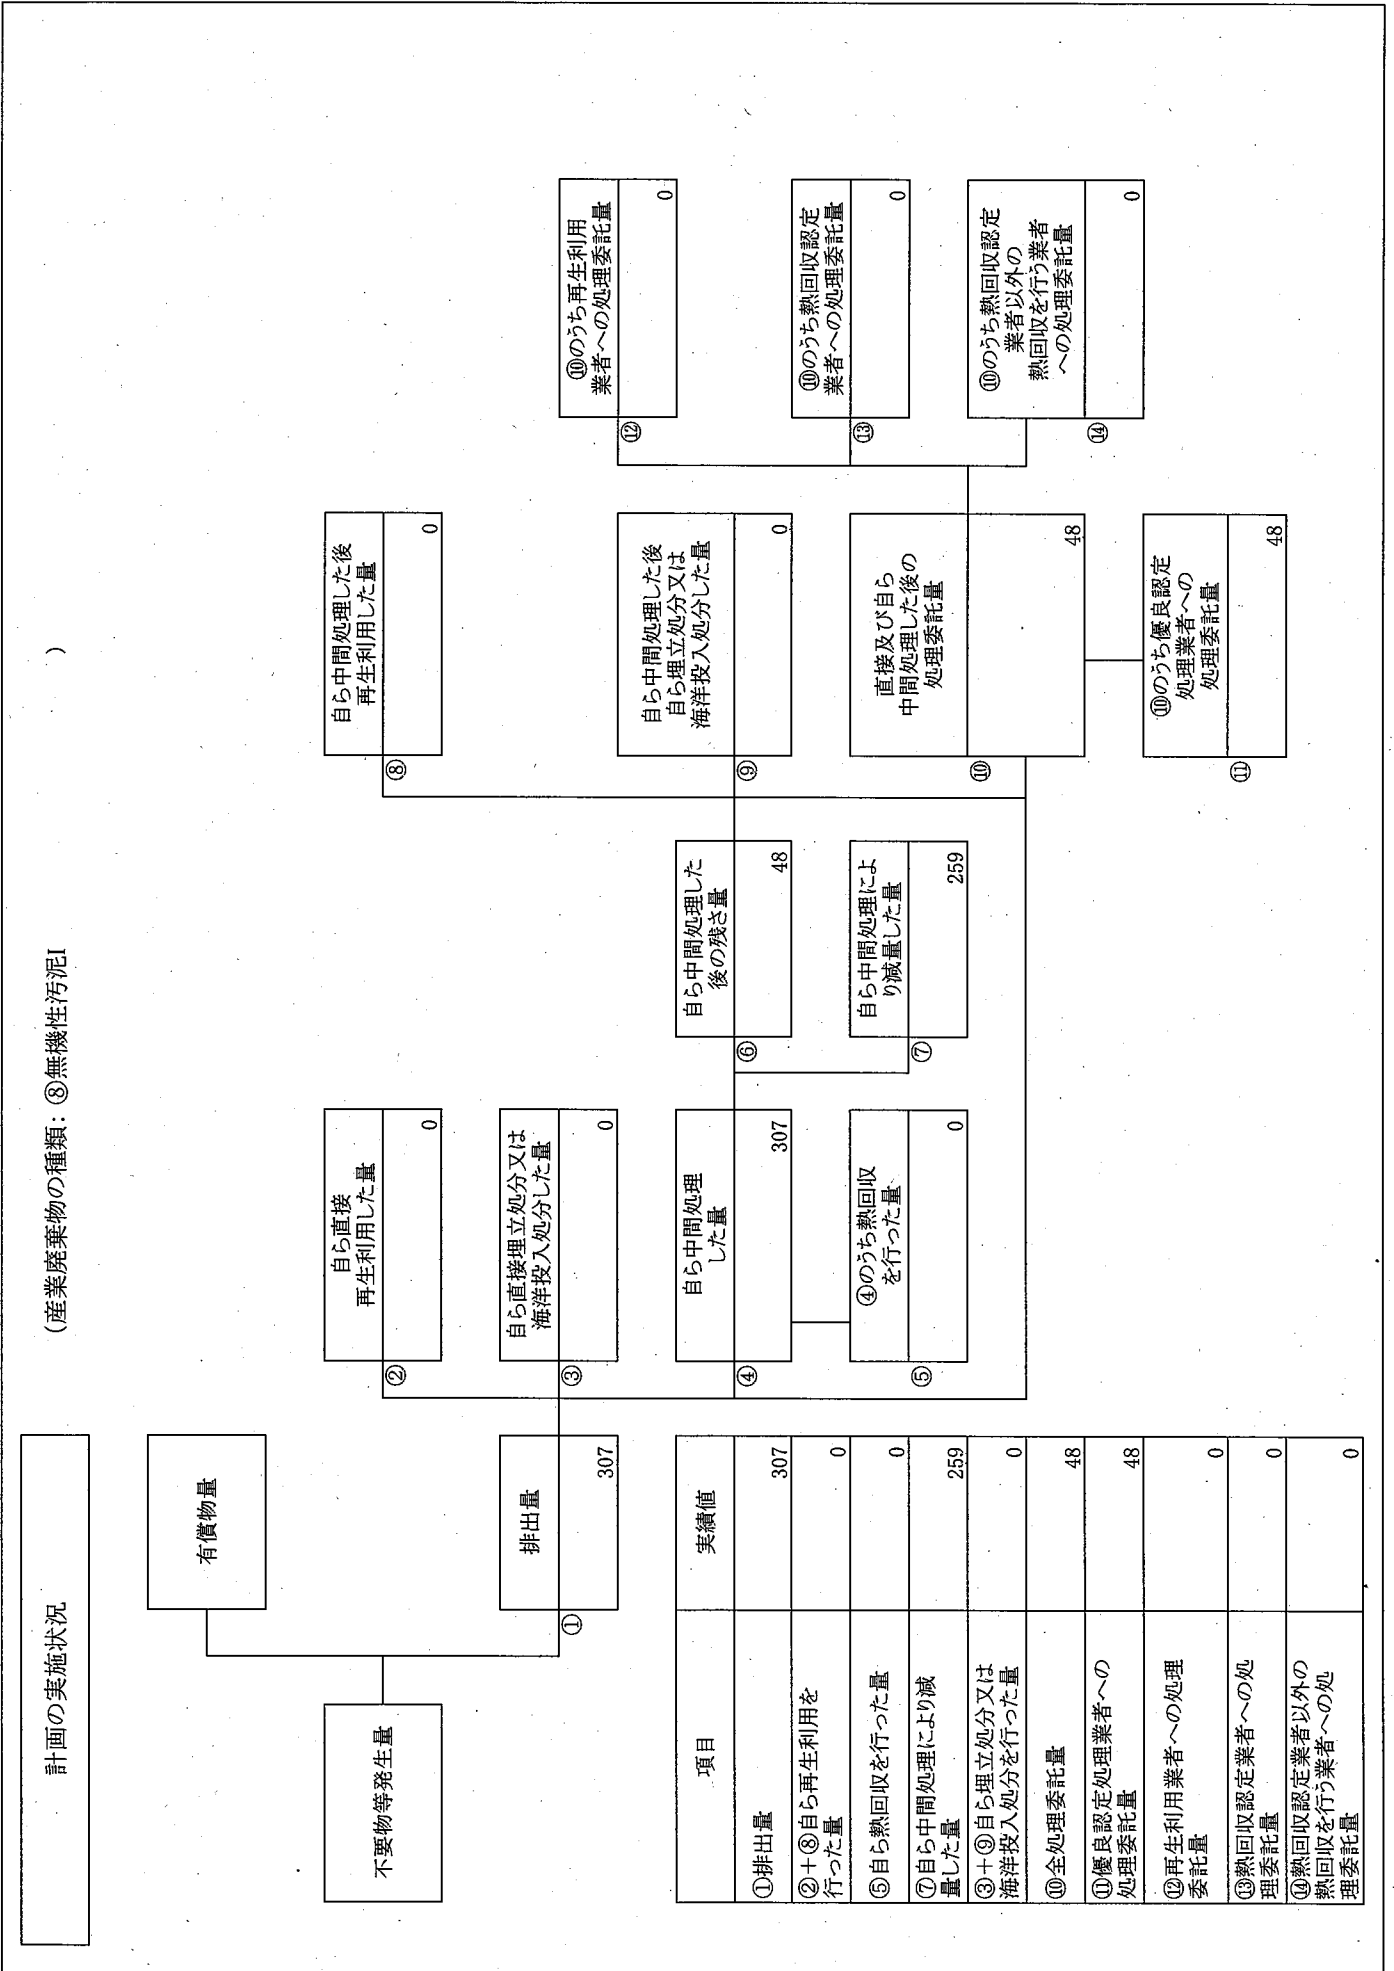 計画の実施状況
(産業廃棄物の種類: ⑧無機性汚泥I )
不要物等発生量
有償物量
①
排出量
307
②
自ら直接
再生利用した量
0
③
自ら直接埋立処分又は
海洋投入処分した量
0
④
自ら中間処理
した量
307
⑤
④のうち熱回収
を行った量
0
⑥
自ら中間処理した
後の残さ量
48
⑦
自ら中間処理によ
り減量した量
259
⑧
自ら中間処理した後
再生利用した量
0
⑨
自ら中間処理した後
自ら埋立処分又は
海洋投入処分した量
0
⑩
直接及び自ら
中間処理した後の
処理委託量
48
⑪
⑩のうち優良認定
処理業者への
処理委託量
48
⑫
⑩のうち再生利用
業者への処理委託量
0
⑬
⑩のうち熱回収認定
業者への処理委託量
0
⑭
⑩のうち熱回収認定
業者以外の
熱回収を行う業者
への処理委託量
0
項目 実績値
①排出量 307
②+⑧自ら再生利用を
行った量 0
⑤自ら熱回収を行った量 0
⑦自ら中間処理により減
量した量 259
③+⑨自ら埋立処分又は
海洋投入処分を行った量 0
⑩全処理委託量 48
⑪優良認定処理業者への
処理委託量 48
⑫再生利用業者への処理
委託量 0
⑬熱回収認定業者への処
理委託量 0
⑭熱回収認定業者以外の
熱回収を行う業者への処
理委託量 0